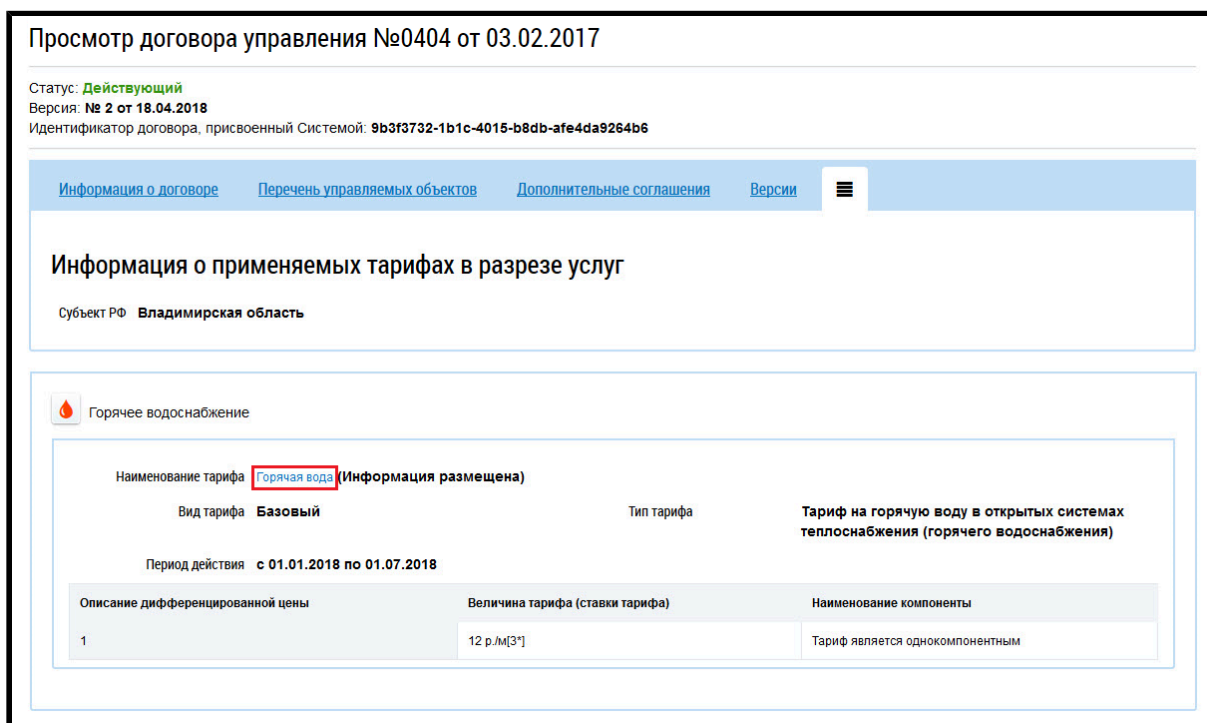 Просмотр договора управления №0404 от 03.02.2017
Статус: Действующий
Версия: № 2 от 18.04.2018
Идентификатор договора, присвоенный Системой: 9b3f3732-1b1c-4015-b8db-afe4da9264b6
Информация о договоре Перечень управляемых объектов Дополнительные соглашения Версии
Информация о применяемых тарифах в разрезе услуг
Субъект РФ Владимирская область
Горячее водоснабжение
Наименование тарифа Горячая вода (Информация размещена)
Вид тарифа Базовый Тип тарифа Тариф на горячую воду в открытых системах
теплоснабжения (горячего водоснабжения)
Период действия с 01.01.2018 по 01.07.2018
Описание дифференцированной цены Величина тарифа (ставки тарифа) Наименование компоненты
1 12 р./м[3*] Тариф является однокомпонентным